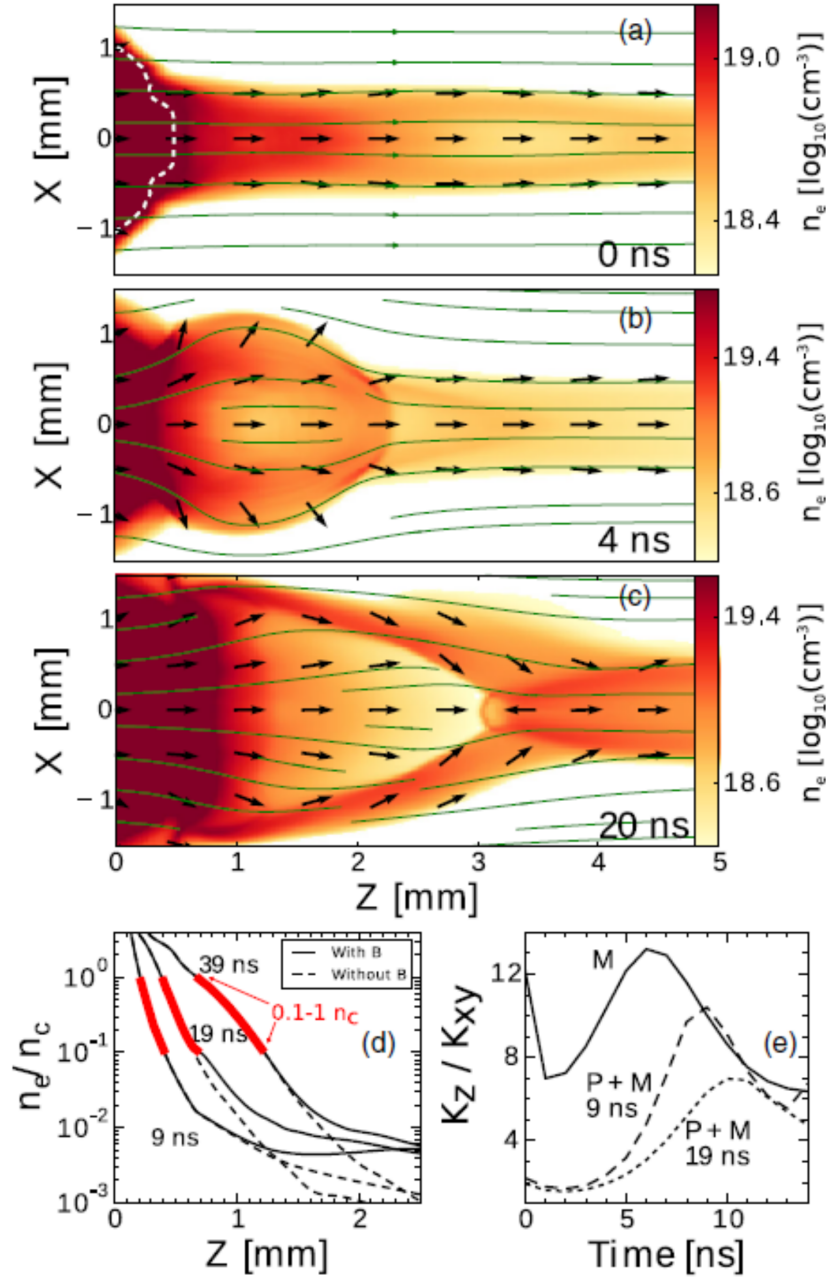 (a)
X [mm]
1
0
−1
0 ns
19.0
18.4
n_e [log_10(cm^-3)]
(b)
X [mm]
1
0
−1
4 ns
19.4
18.6
n_e [log_10(cm^-3)]
(c)
X [mm]
1
0
−1
20 ns
19.4
18.6
n_e [log_10(cm^-3)]
0 1 2 3 4 5
Z [mm]
n_e/n_c
10^0
10^-1
10^-2
10^-3
With B
Without B
39 ns
0.1-1 n_c
19 ns
(d)
9 ns
0 1 2
Z [mm]
K_Z / K_xy
12
8
4
M
(e)
P + M
9 ns
P + M
19 ns
0 5 10
Time [ns]